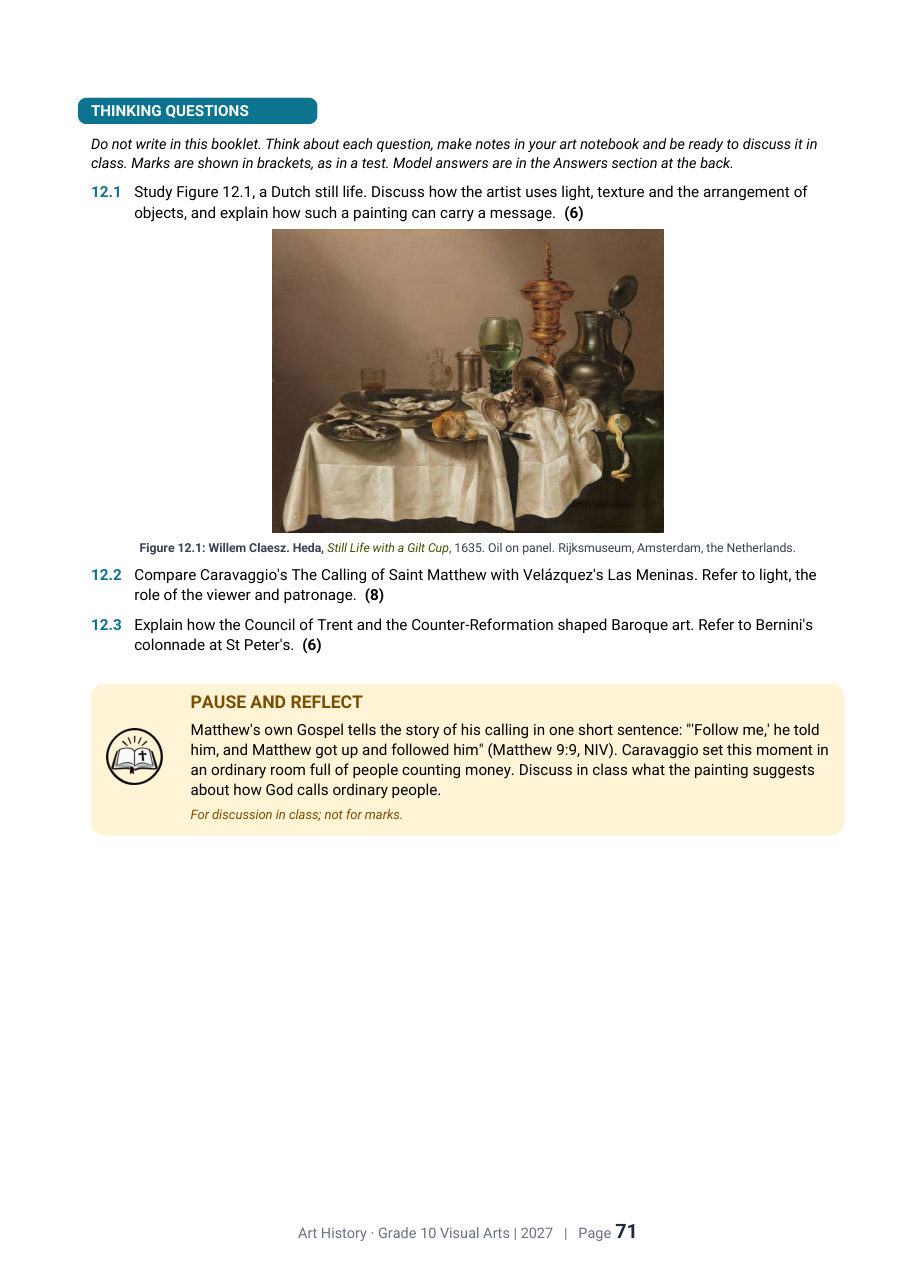 THINKING QUESTIONS
Do not write in this booklet. Think about each question, make notes in your art notebook and be ready to discuss it in
class. Marks are shown in brackets, as in a test. Model answers are in the Answers section at the back.
12.1 Study Figure 12.1, a Dutch still life. Discuss how the artist uses light, texture and the arrangement of
objects, and explain how such a painting can carry a message. (6)
Figure 12.1: Willem Claesz. Heda, Still Life with a Gilt Cup, 1635. Oil on panel. Rijksmuseum, Amsterdam, the Netherlands.
12.2 Compare Caravaggio's The Calling of Saint Matthew with Velázquez's Las Meninas. Refer to light, the
role of the viewer and patronage. (8)
12.3 Explain how the Council of Trent and the Counter-Reformation shaped Baroque art. Refer to Bernini's
colonnade at St Peter's. (6)
PAUSE AND REFLECT
Matthew's own Gospel tells the story of his calling in one short sentence: "'Follow me,' he told
him, and Matthew got up and followed him" (Matthew 9:9, NIV). Caravaggio set this moment in
an ordinary room full of people counting money. Discuss in class what the painting suggests
about how God calls ordinary people.
For discussion in class; not for marks.
Art History · Grade 10 Visual Arts | 2027 | Page 71